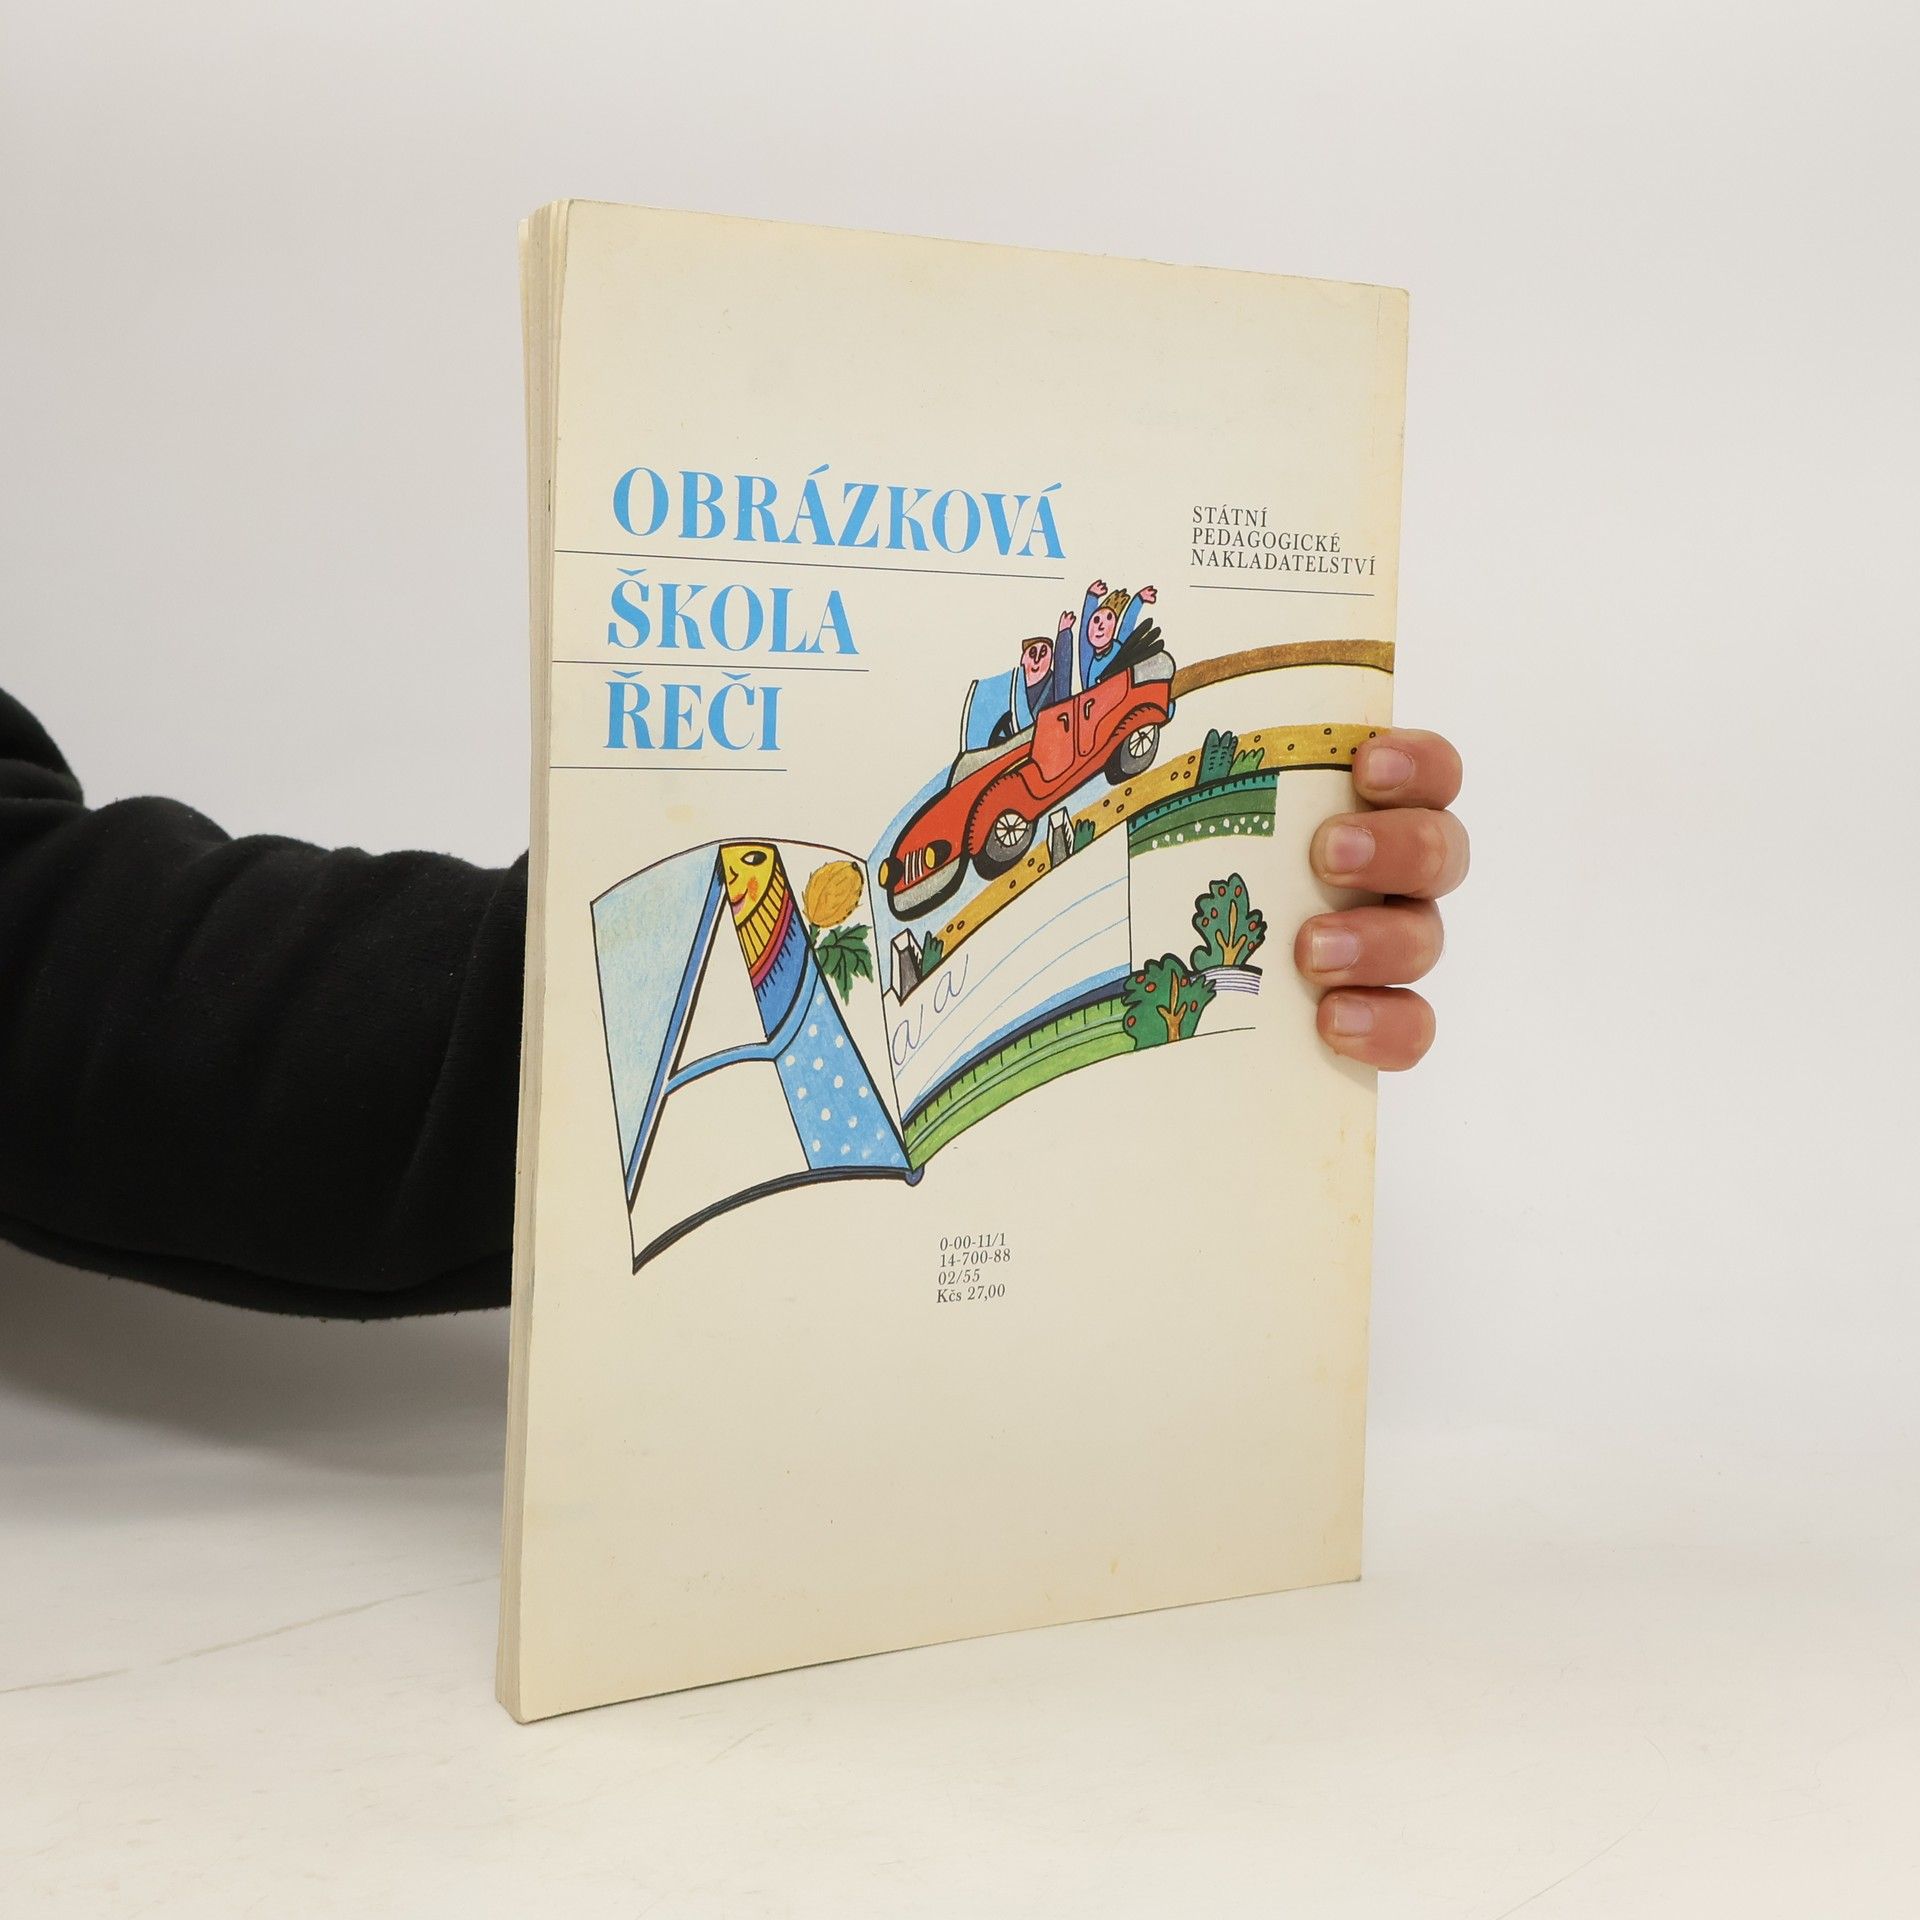 OBRÁZKOVÁ
ŠKOLA
ŘEČI
STÁTNÍ
PEDAGOGICKÉ
NAKLADATELSTVÍ
A
a a
0-00-11/1
14-700-88
02/55
Kčs 27,00